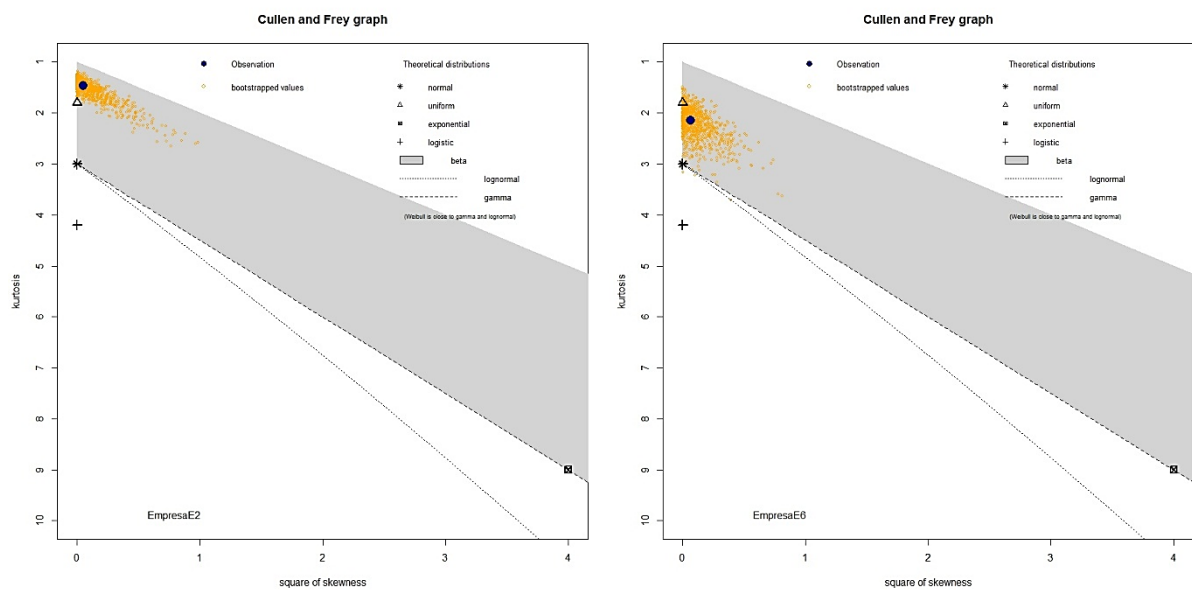 Cullen and Frey graph
Observation
bootstrapped values
Theoretical distributions
normal
uniform
exponential
logistic
beta
lognormal
gamma
(Weibull is close to gamma and lognormal)
kurtosis
1
2
3
4
5
6
7
8
9
10
EmpresaE2
0
1
2
3
4
square of skewness
Cullen and Frey graph
Observation
bootstrapped values
Theoretical distributions
normal
uniform
exponential
logistic
beta
lognormal
gamma
(Weibull is close to gamma and lognormal)
kurtosis
1
2
3
4
5
6
7
8
9
10
EmpresaE6
0
1
2
3
4
square of skewness